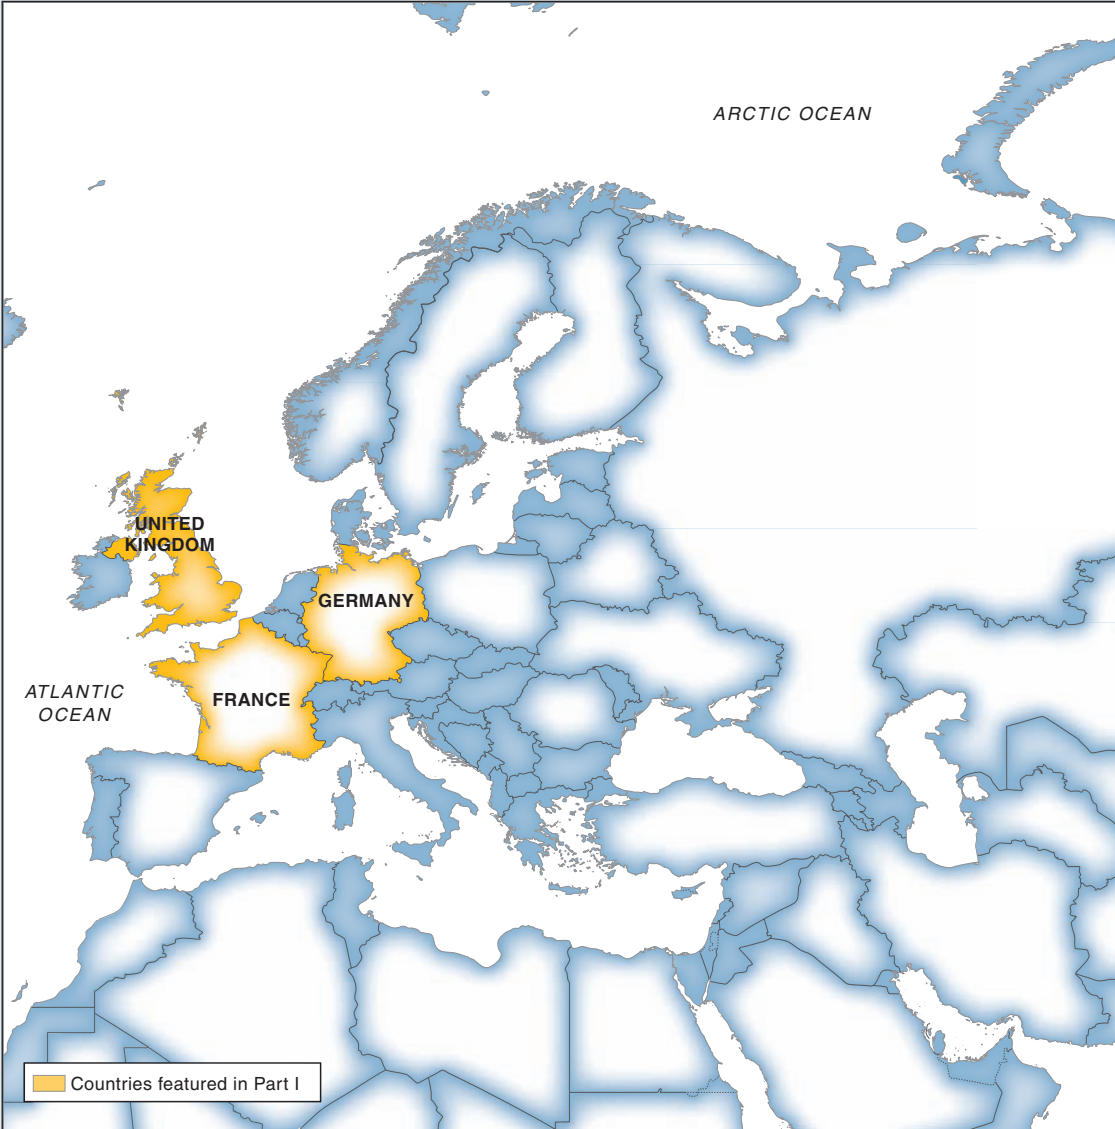 ARCTIC OCEAN
UNITED
KINGDOM
GERMANY
ATLANTIC
OCEAN
FRANCE
Countries featured in Part I